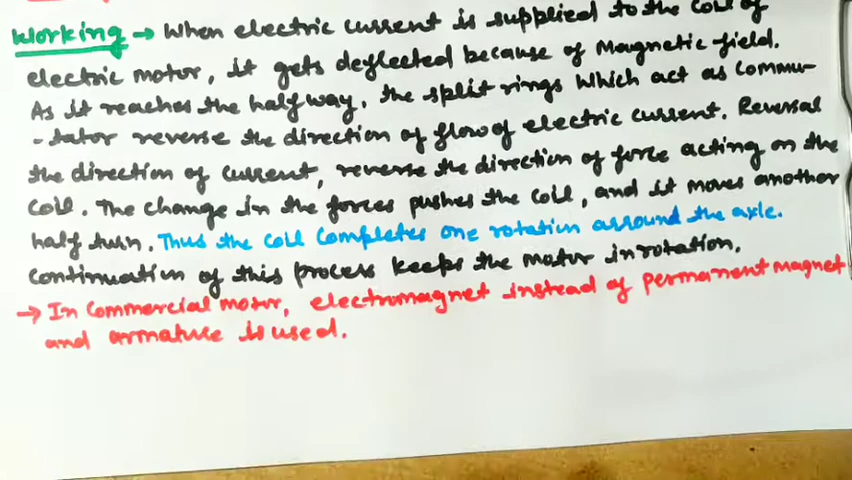 Working → When electric current is supplied to the coil of
electric motor, it gets deflected because of Magnetic field.
As it reaches the half way, the split rings which act as commu-
-tator reverse the direction of flow of electric current. Reversal
the direction of current, reverse the direction of force acting on the
coil. The change in the forces pushes the coil, and it moves another
half turn. Thus the coil completes one rotation arround the axle.
continuation of this process keeps the motor in rotation.
→ In commercial motor, electromagnet instead of permanent magnet
and armature is used.